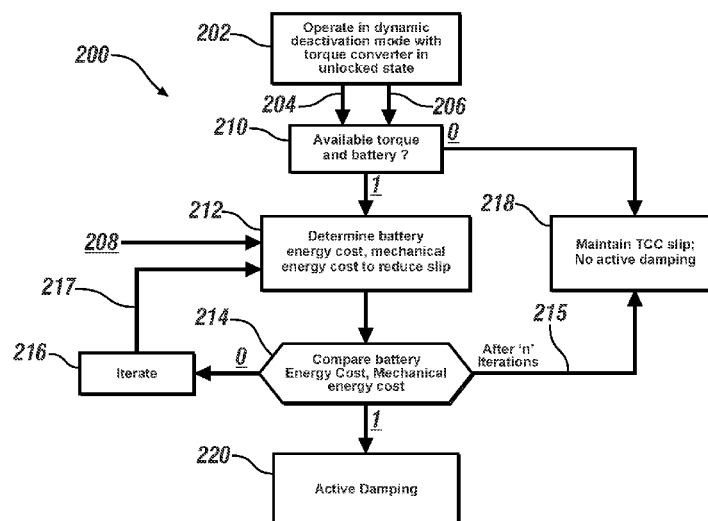 202
Operate in dynamic
deactivation mode with
torque converter in
unlocked state
200
204
206
210
Available torque
and battery ?
0
1
212
218
208
Determine battery
energy cost, mechanical
energy cost to reduce slip
Maintain TCC slip;
No active damping
217
214
215
216
Iterate
0
Compare battery
Energy Cost, Mechanical
energy cost
After 'n'
Iterations
1
220
Active Damping